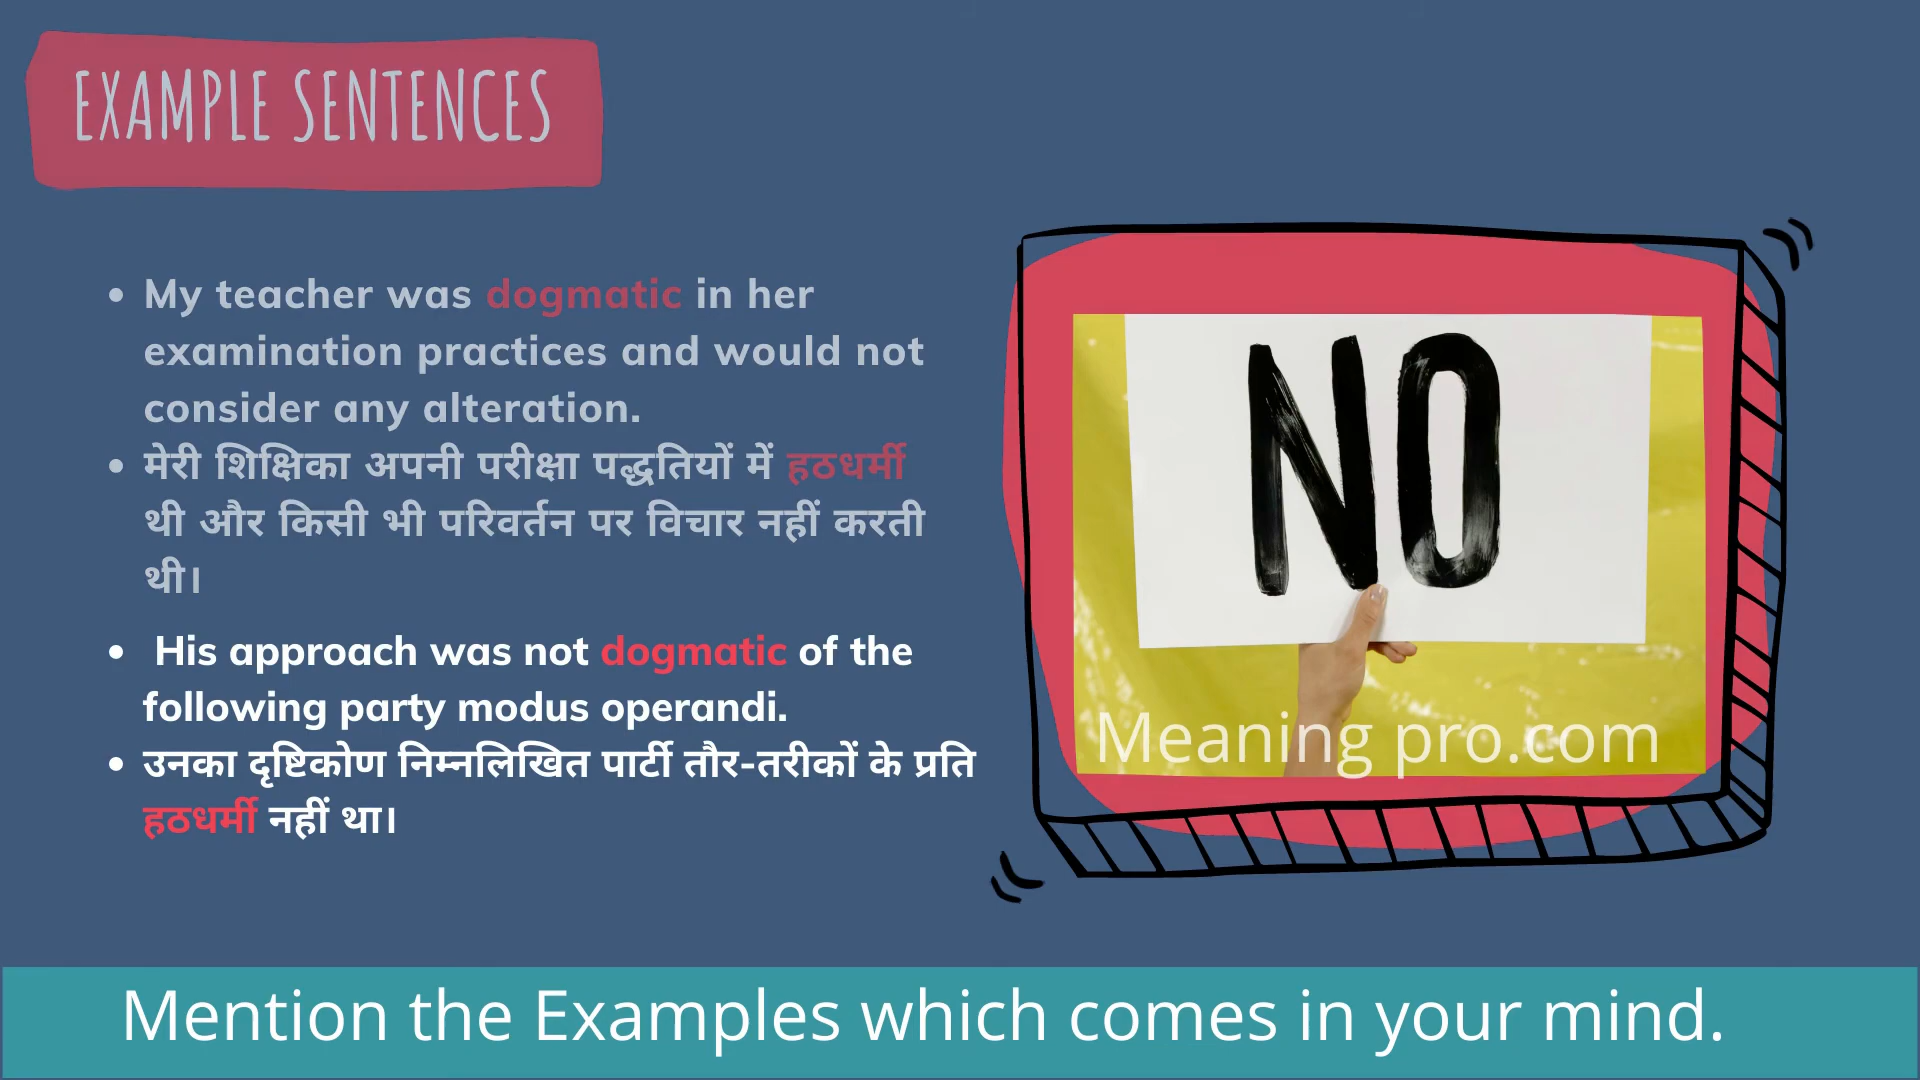 EXAMPLE SENTENCES
My teacher was dogmatic in her
examination practices and would not
consider any alteration.
मेरी शिक्षिका अपनी परीक्षा पद्धतियों में हठधर्मी
थी और किसी भी परिवर्तन पर विचार नहीं करती
थी।
His approach was not dogmatic of the
following party modus operandi.
उनका दृष्टिकोण निम्नलिखित पार्टी तौर-तरीकों के प्रति
हठधर्मी नहीं था।
NO
Meaning pro.com
Mention the Examples which comes in your mind.